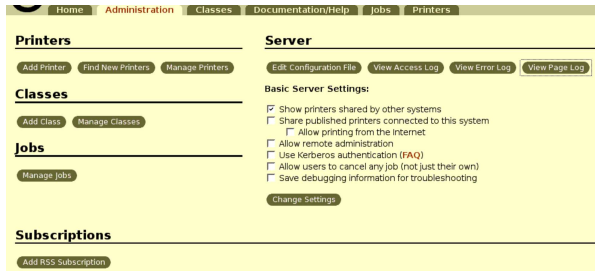 Home Administration Classes Documentation/Help Jobs Printers
Printers
Add Printer Find New Printers Manage Printers
Classes
Add Class Manage Classes
Jobs
Manage Jobs
Server
Edit Configuration File View Access Log View Error Log View Page Log
Basic Server Settings:
Show printers shared by other systems
Share published printers connected to this system
Allow printing from the Internet
Allow remote administration
Use Kerberos authentication (FAQ)
Allow users to cancel any job (not just their own)
Save debugging information for troubleshooting
Change Settings
Subscriptions
Add RSS Subscription